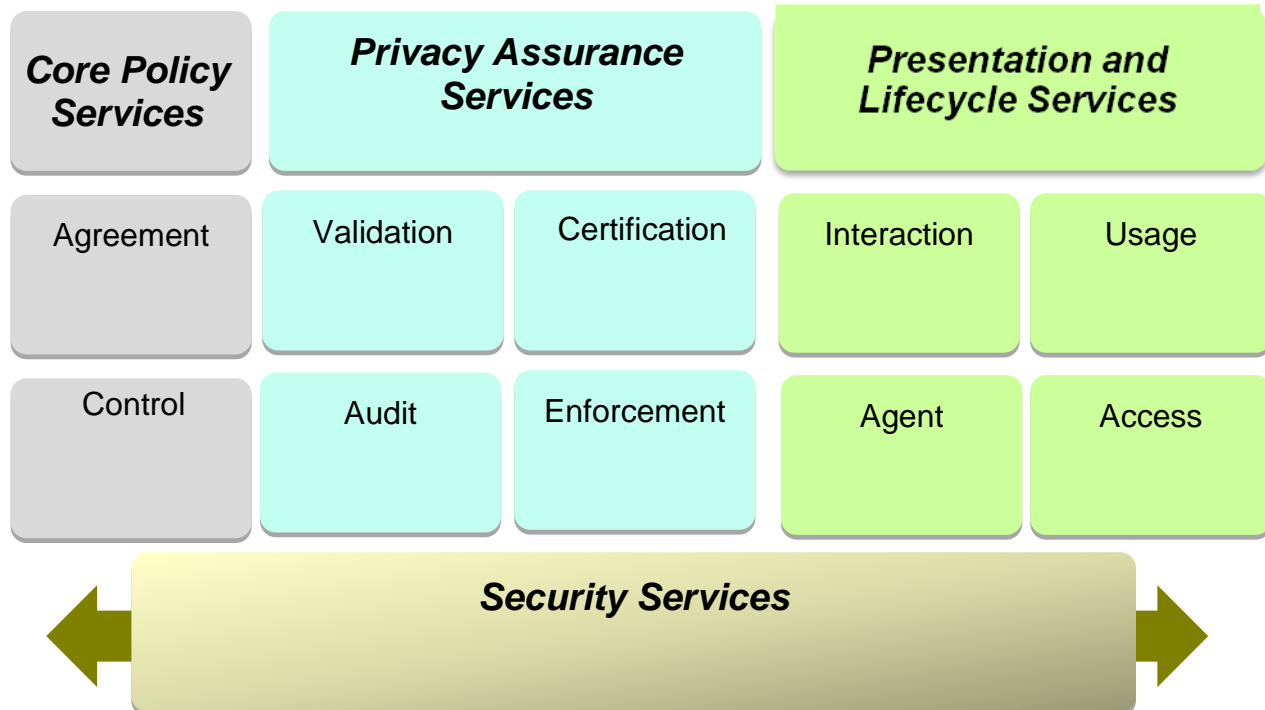 Core Policy
Services
Privacy Assurance
Services
Presentation and
Lifecycle Services
Agreement
Validation
Certification
Interaction
Usage
Control
Audit
Enforcement
Agent
Access
Security Services